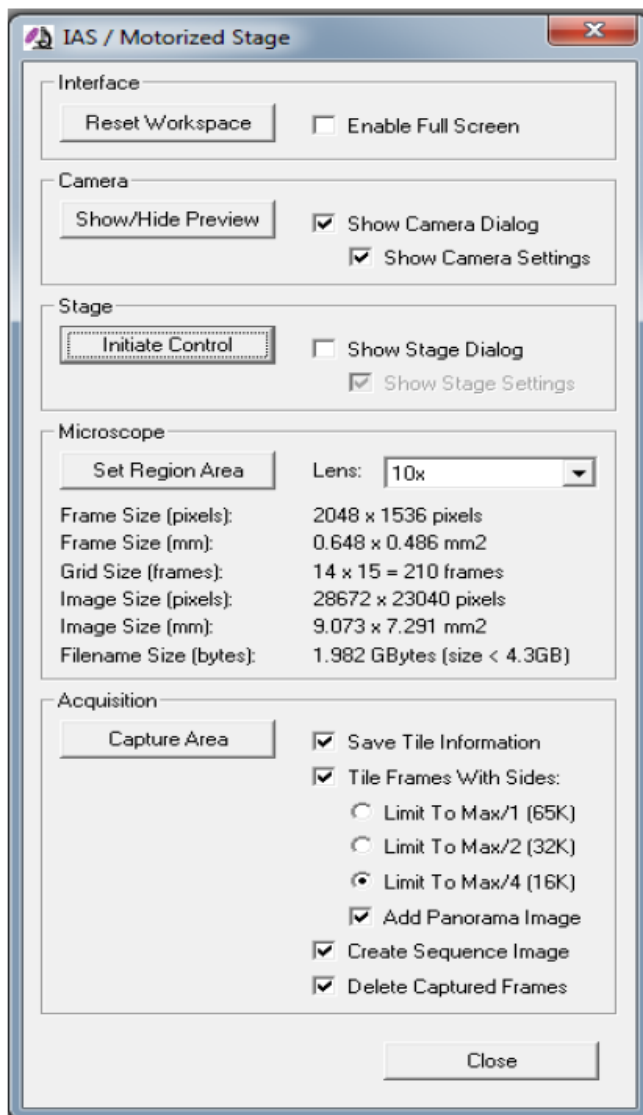 IAS / Motorized Stage
Interface
Reset Workspace Enable Full Screen
Camera
Show/Hide Preview Show Camera Dialog
Show Camera Settings
Stage
Initiate Control Show Stage Dialog
Show Stage Settings
Microscope
Set Region Area Lens: 10x
Frame Size (pixels): 2048 x 1536 pixels
Frame Size (mm): 0.648 x 0.486 mm2
Grid Size (frames): 14 x 15 = 210 frames
Image Size (pixels): 28672 x 23040 pixels
Image Size (mm): 9.073 x 7.291 mm2
Filename Size (bytes): 1.982 GBytes (size < 4.3GB)
Acquisition
Capture Area Save Tile Information
Tile Frames With Sides:
Limit To Max/1 (65K)
Limit To Max/2 (32K)
Limit To Max/4 (16K)
Add Panorama Image
Create Sequence Image
Delete Captured Frames
Close